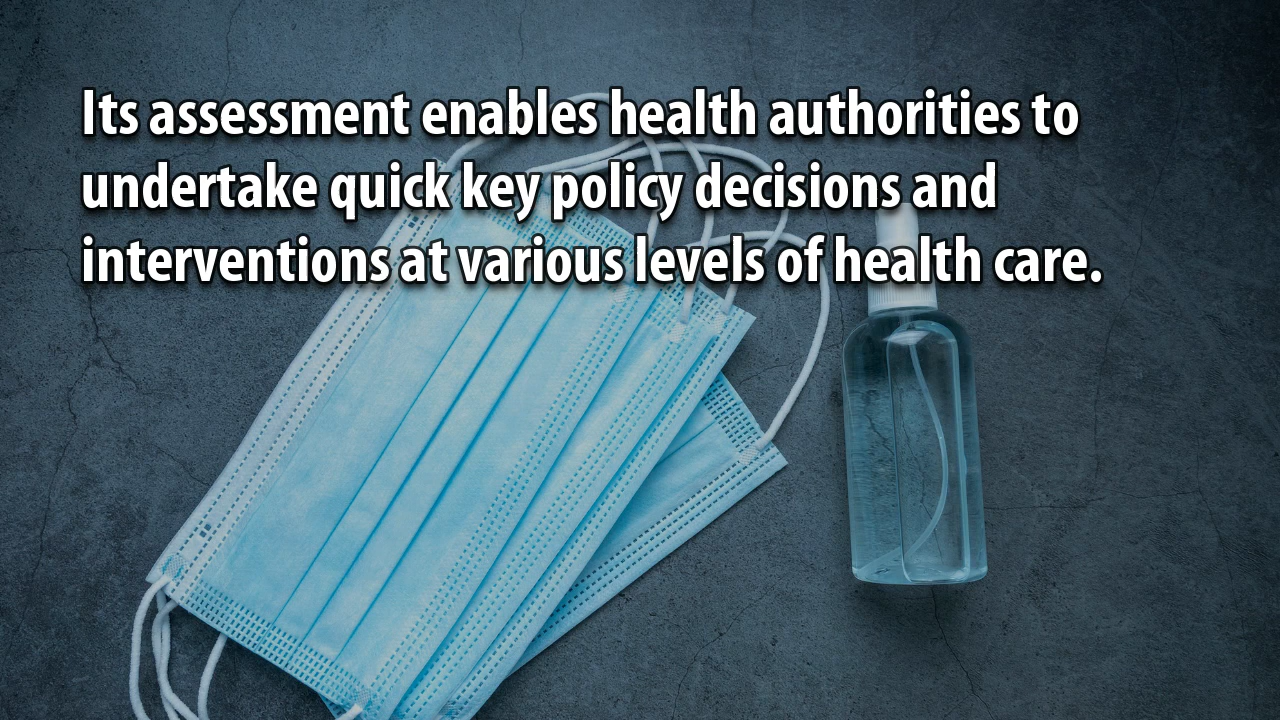 Its assessment enables health authorities to
undertake quick key policy decisions and
interventions at various levels of health care.